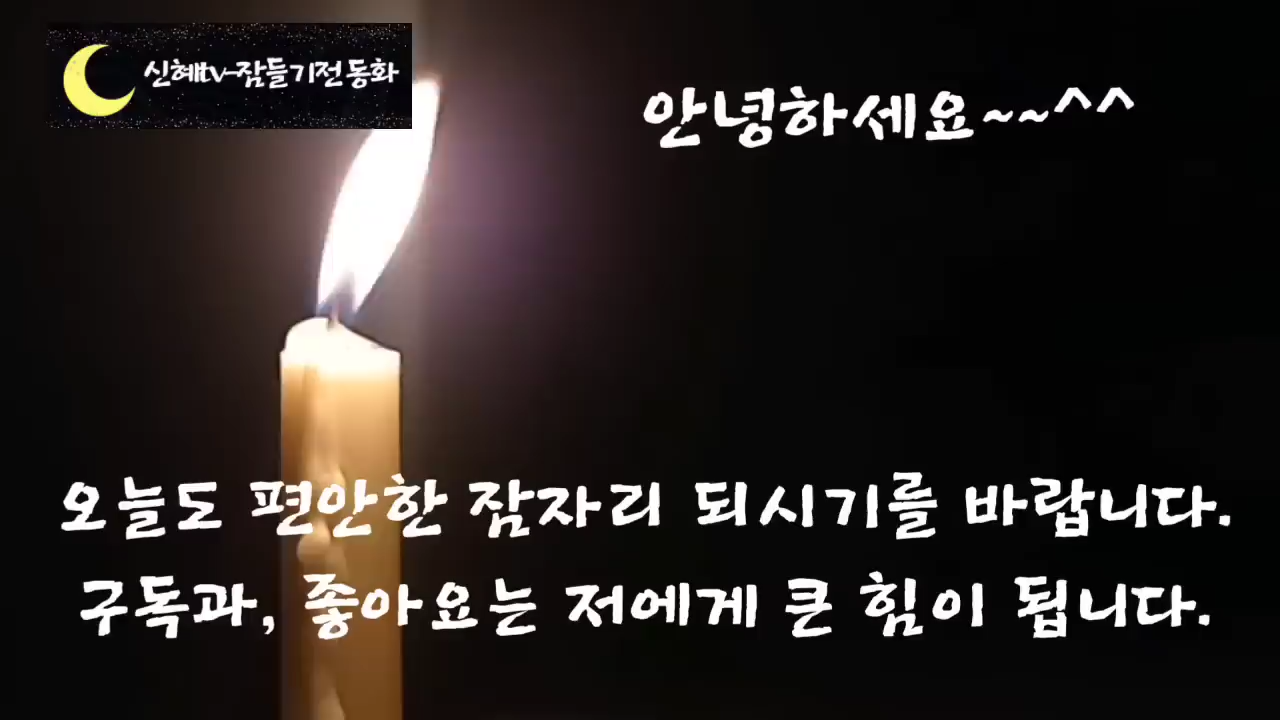 신혜tv-잠들기전동화
안녕하세요~~^^
오늘도 편안한 잠자리 되시기를 바랍니다.
구독과, 좋아요는 저에게 큰 힘이 됩니다.